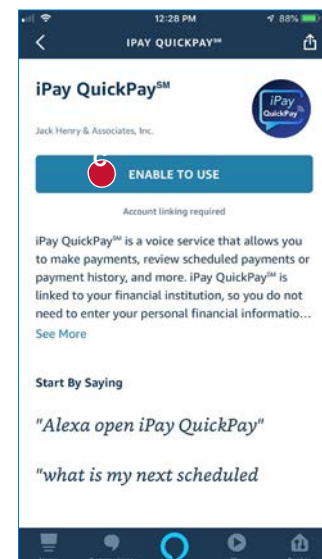 12:28 PM
88%
IPAY QUICKPAY℠
iPay QuickPay℠
iPay
QuickPay
Jack Henry & Associates, Inc.
6
ENABLE TO USE
Account linking required
iPay QuickPay℠ is a voice service that allows you
to make payments, review scheduled payments or
payment history, and more. iPay QuickPay℠ is
linked to your financial institution, so you do not
need to enter your personal financial informatio...
See More
Start By Saying
"Alexa open iPay QuickPay"
"what is my next scheduled